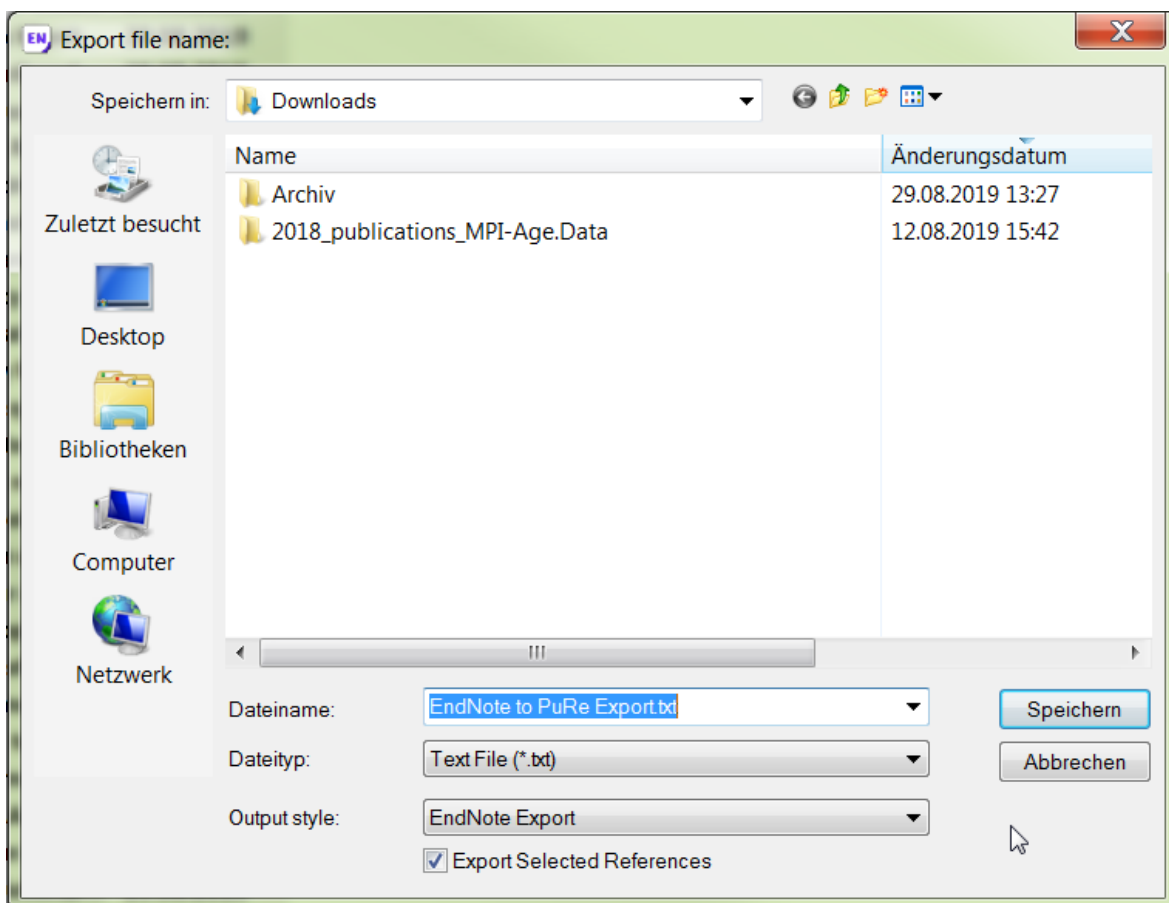 EN Export file name:
Speichern in: Downloads
Name Änderungsdatum
Archiv 29.08.2019 13:27
2018_publications_MPI-Age.Data 12.08.2019 15:42
Zuletzt besucht
Desktop
Bibliotheken
Computer
Netzwerk
Dateiname: EndNote to PuRe Export.txt Speichern
Dateityp: Text File (*.txt) Abbrechen
Output style: EndNote Export
Export Selected References